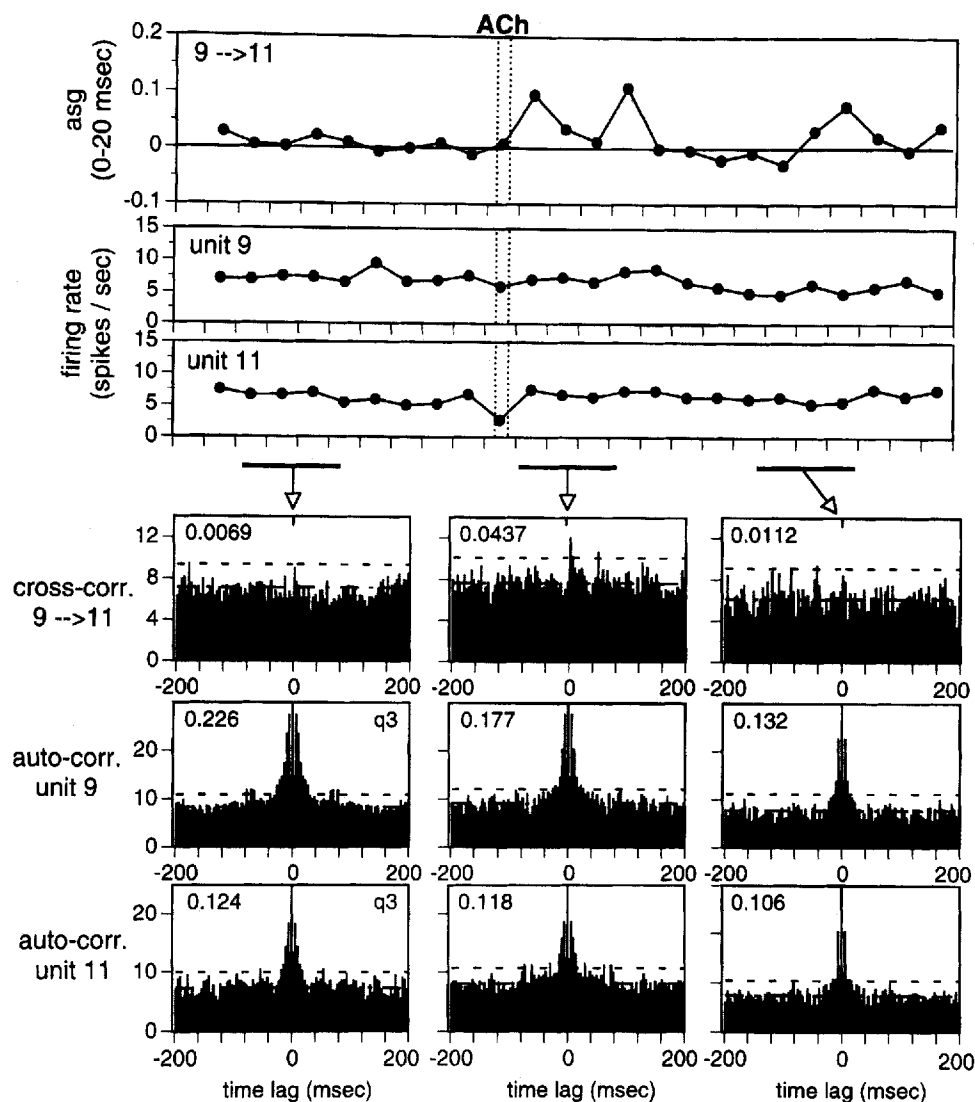 ACh
9 -->11
asg
(0-20 msec)
0.2
0.1
0
-0.1
unit 9
15
10
5
0
firing rate
(spikes / sec)
unit 11
15
10
5
0
cross-corr.
9 -->11
12
8
4
0
0.0069
0.0437
0.0112
-200 0 200
-200 0 200
-200 0 200
auto-corr.
unit 9
20
10
0
0.226 q3
0.177
0.132
-200 0 200
-200 0 200
-200 0 200
auto-corr.
unit 11
20
10
0
0.124 q3
0.118
0.106
-200 0 200
-200 0 200
-200 0 200
time lag (msec)
time lag (msec)
time lag (msec)